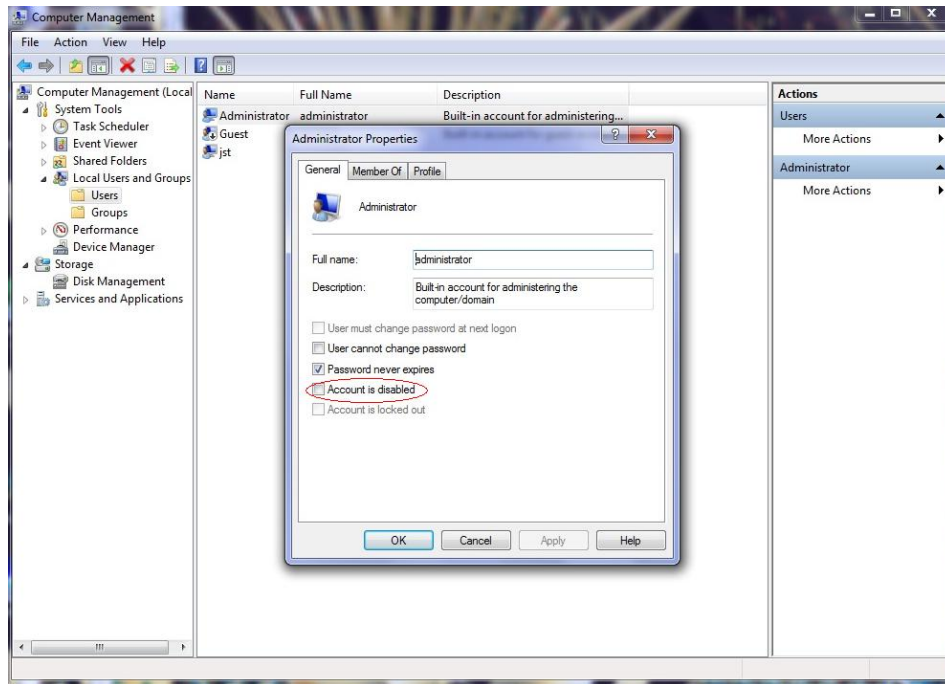 Computer Management
File Action View Help
Computer Management (Local
System Tools
Task Scheduler
Event Viewer
Shared Folders
Local Users and Groups
Users
Groups
Performance
Device Manager
Storage
Disk Management
Services and Applications
Name Full Name Description
Administrator administrator Built-in account for administering...
Guest
jst
Administrator Properties
General Member Of Profile
Administrator
Full name: administrator
Description: Built-in account for administering the
computer/domain
User must change password at next logon
User cannot change password
Password never expires
Account is disabled
Account is locked out
OK Cancel Apply Help
Actions
Users
More Actions
Administrator
More Actions